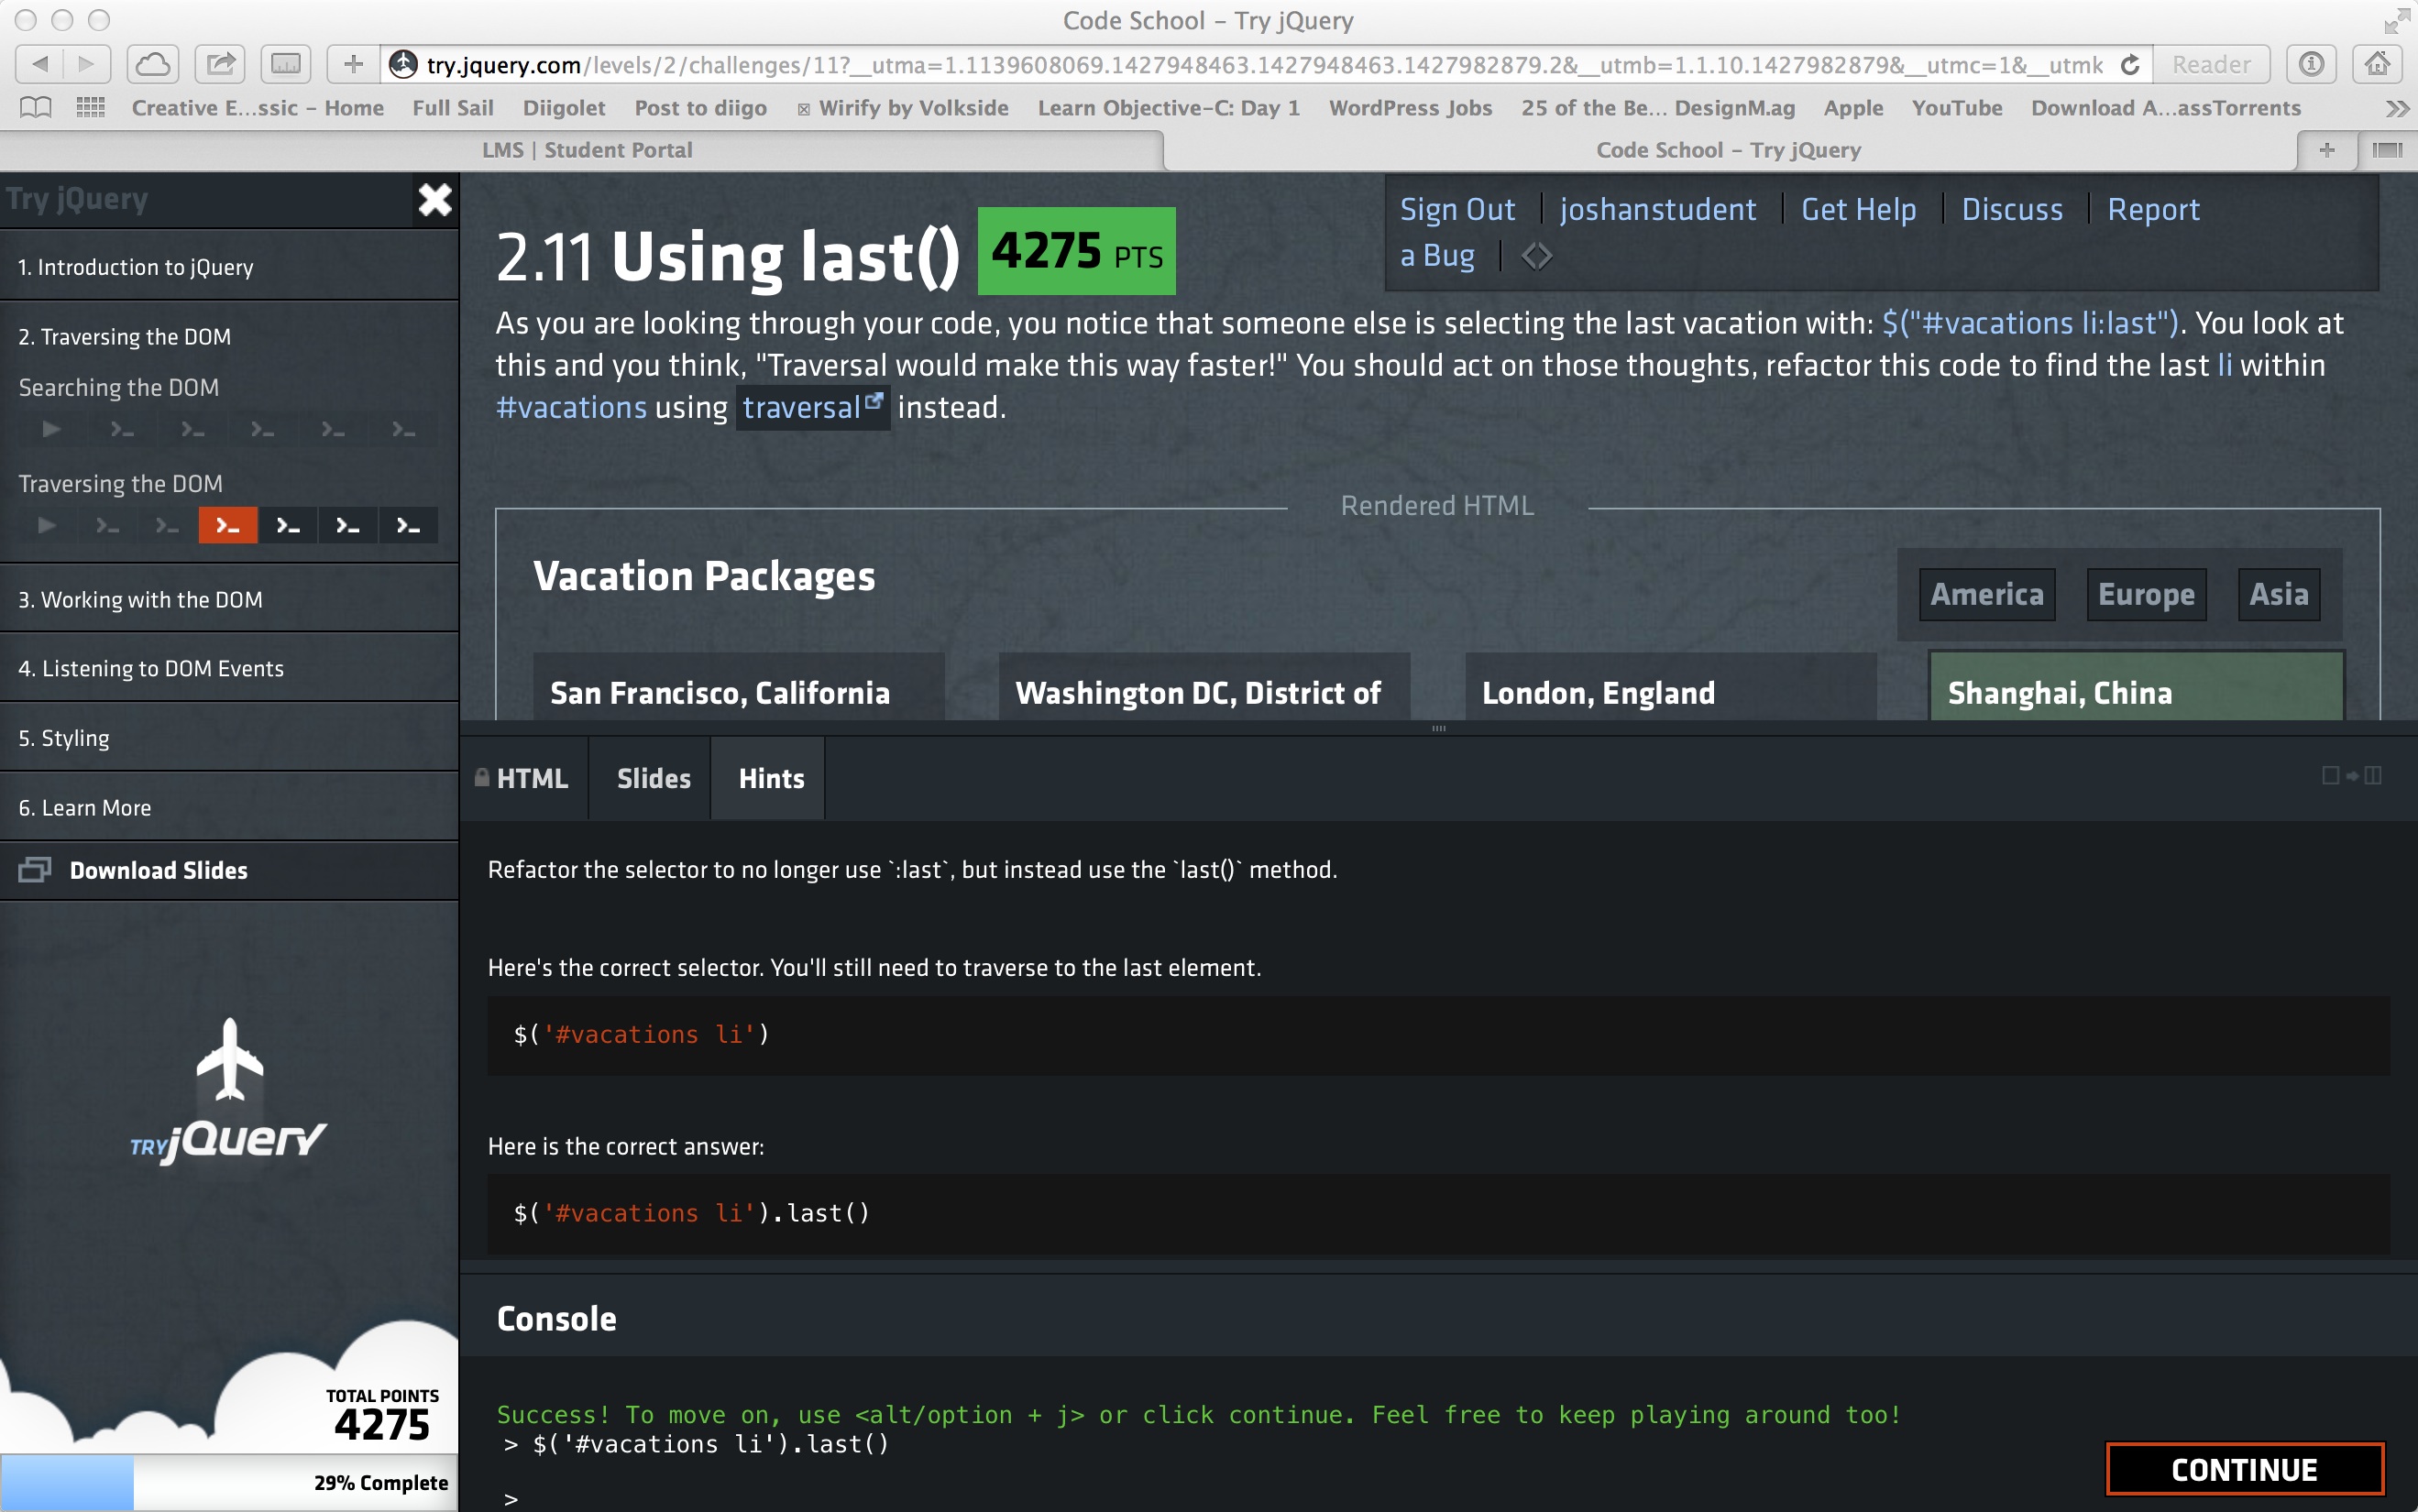 Code School – Try jQuery
try.jquery.com/levels/2/challenges/11?__utma=1.1139608069.1427948463.1427948463.1427982879.2&__utmb=1.1.10.1427982879&__utmc=1&__utmk
Reader
Creative E...ssic – Home Full Sail Diigolet Post to diigo Wirify by Volkside Learn Objective-C: Day 1 WordPress Jobs 25 of the Be... DesignM.ag Apple YouTube Download A...assTorrents
LMS | Student Portal
Code School – Try jQuery
Try jQuery
1. Introduction to jQuery
2. Traversing the DOM
Searching the DOM
Traversing the DOM
3. Working with the DOM
4. Listening to DOM Events
5. Styling
6. Learn More
Download Slides
TRY jQuery
TOTAL POINTS
4275
29% Complete
Sign Out | joshanstudent | Get Help | Discuss | Report
a Bug | <>
2.11 Using last() 4275 PTS
As you are looking through your code, you notice that someone else is selecting the last vacation with: $("#vacations li:last"). You look at
this and you think, "Traversal would make this way faster!" You should act on those thoughts, refactor this code to find the last li within
#vacations using traversal instead.
Rendered HTML
Vacation Packages
America Europe Asia
San Francisco, California
Washington DC, District of
London, England
Shanghai, China
HTML Slides Hints
Refactor the selector to no longer use `:last`, but instead use the `last()` method.
Here's the correct selector. You'll still need to traverse to the last element.
$('#vacations li')
Here is the correct answer:
$('#vacations li').last()
Console
Success! To move on, use <alt/option + j> or click continue. Feel free to keep playing around too!
> $('#vacations li').last()
>
CONTINUE